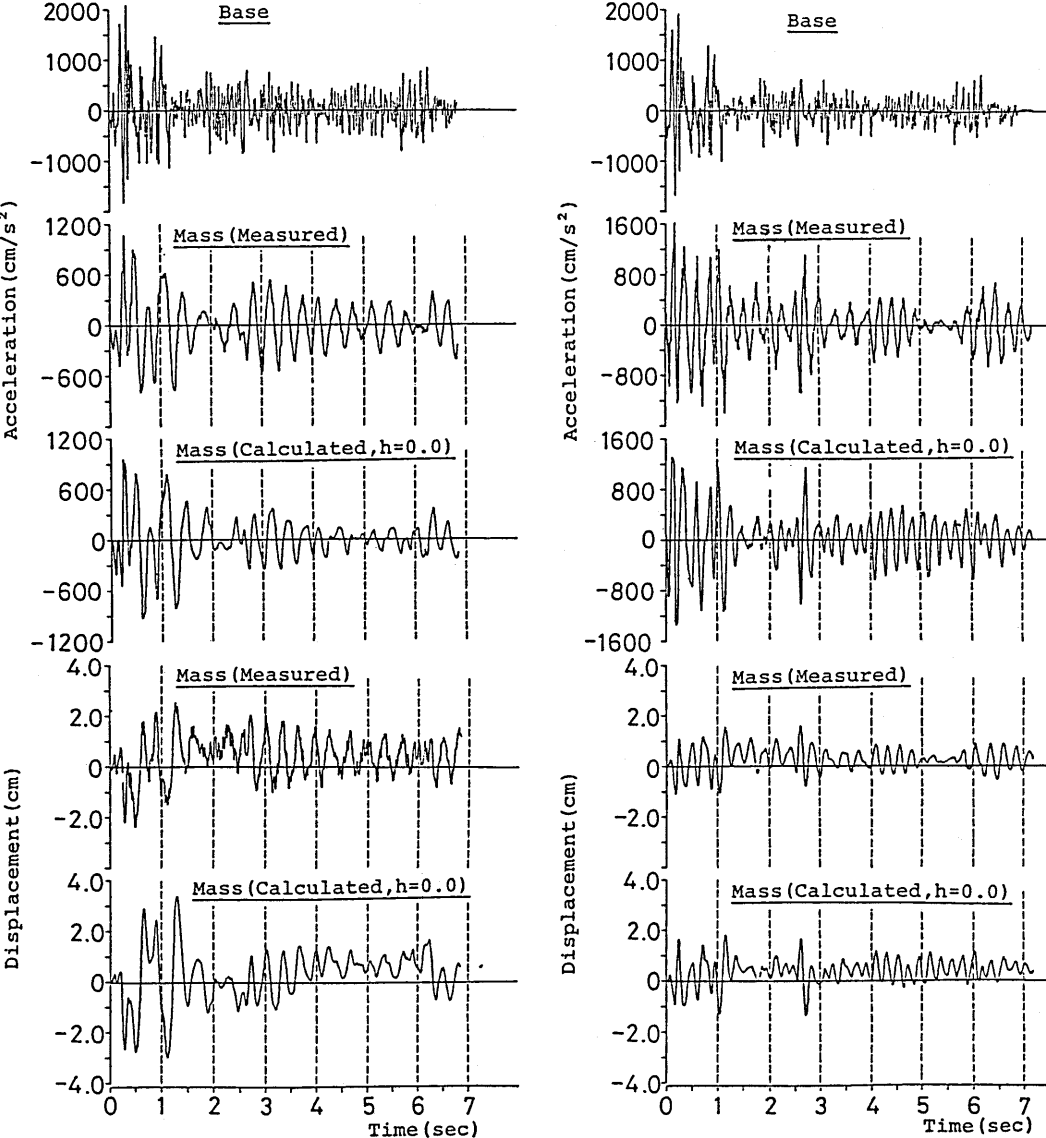 Base
2000
1000
0
-1000
Acceleration(cm/s²)
Mass(Measured)
1200
600
0
-600
Mass(Calculated,h=0.0)
1200
600
0
-600
-1200
Displacement(cm)
Mass(Measured)
4.0
2.0
0
-2.0
Mass(Calculated,h=0.0)
4.0
2.0
0
-2.0
-4.0
0 1 2 3 4 5 6 7
Time(sec)
Base
2000
1000
0
-1000
Acceleration(cm/s²)
Mass(Measured)
1600
800
0
-800
Mass(Calculated,h=0.0)
1600
800
0
-800
-1600
Displacement(cm)
Mass(Measured)
4.0
2.0
0
-2.0
Mass(Calculated,h=0.0)
4.0
2.0
0
-2.0
-4.0
0 1 2 3 4 5 6 7
Time(sec)